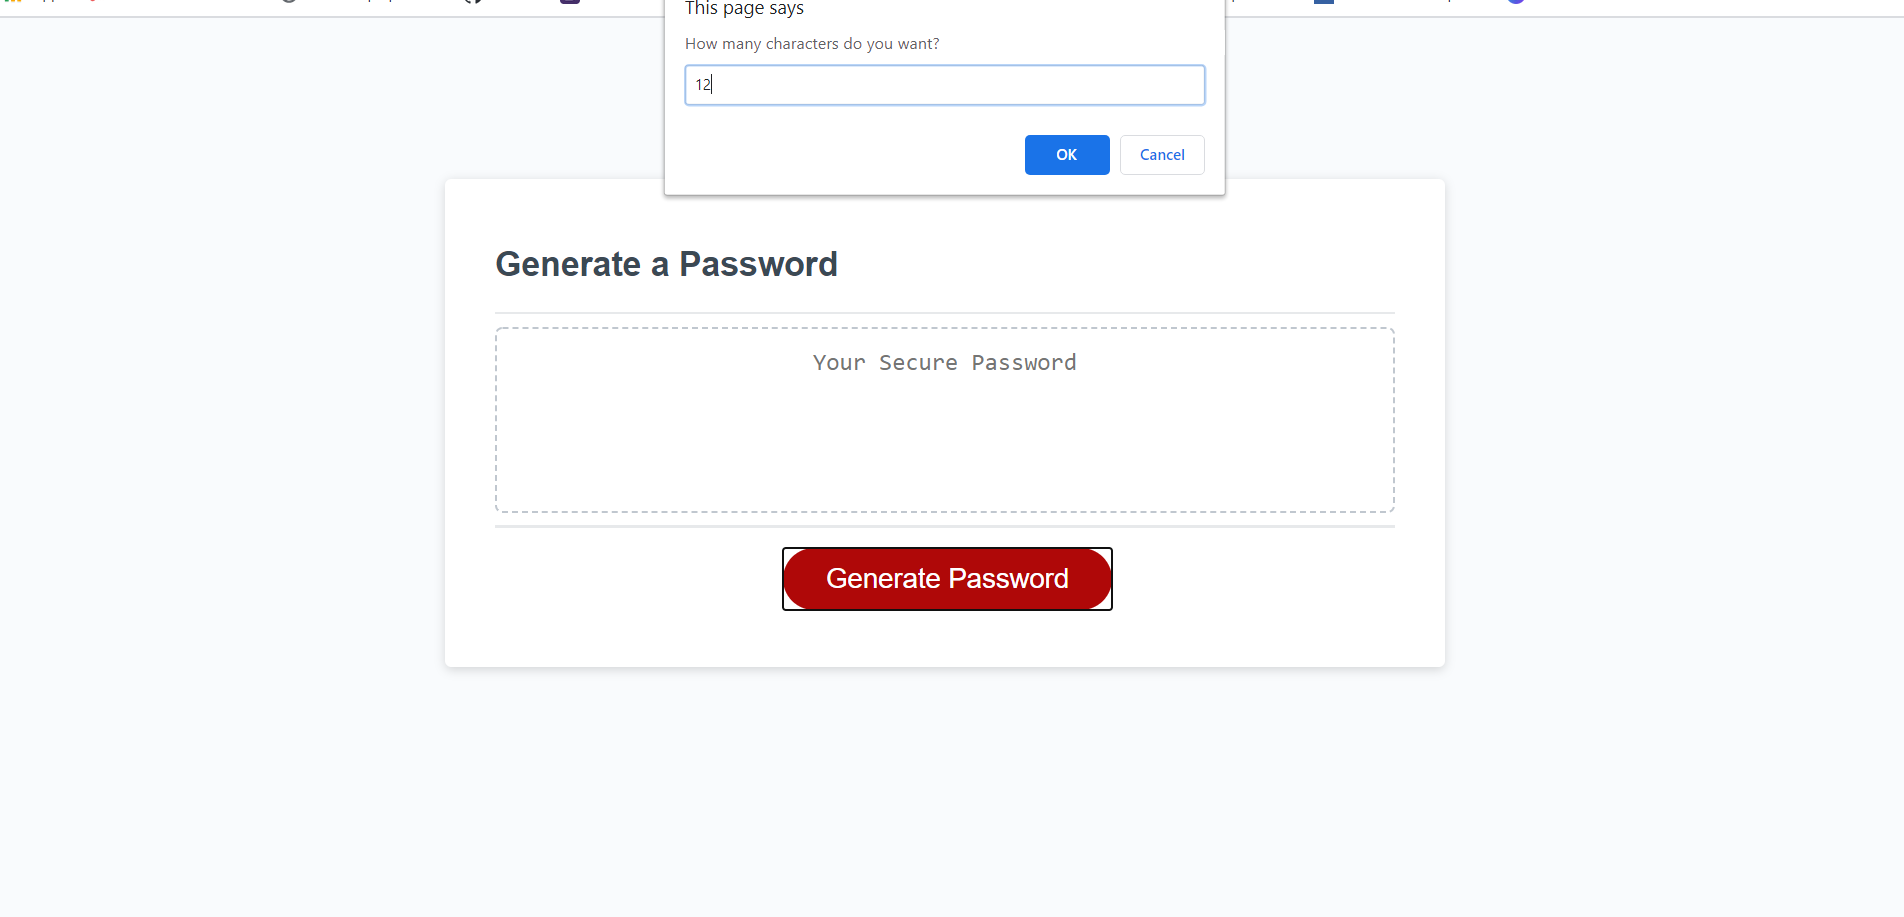 This page says
How many characters do you want?
12
OK
Cancel
Generate a Password
Your Secure Password
Generate Password